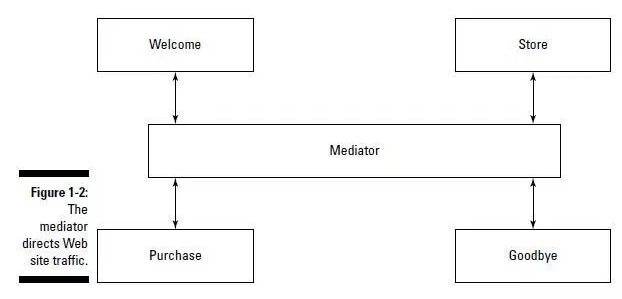 Welcome
Store
Mediator
Figure 1-2:
The
mediator
directs Web
site traffic.
Purchase
Goodbye